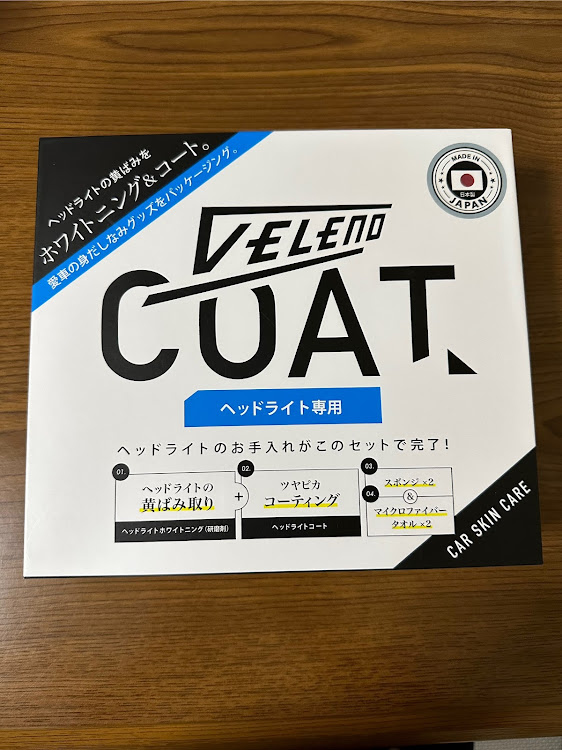 ヘッドライトの黄ばみを
ホワイトニング&コート。
愛車の身だしなみグッズをパッケージング。
MADE IN
日本製
JAPAN
VELENO
COAT.
ヘッドライト専用
ヘッドライトのお手入れがこのセットで完了!
01.
ヘッドライトの
黄ばみ取り
ヘッドライトホワイトニング(研磨剤)
+
02.
ツヤピカ
コーティング
ヘッドライトコート
03.
スポンジ×2
&
04.
マイクロファイバー
タオル×2
CAR SKIN CARE